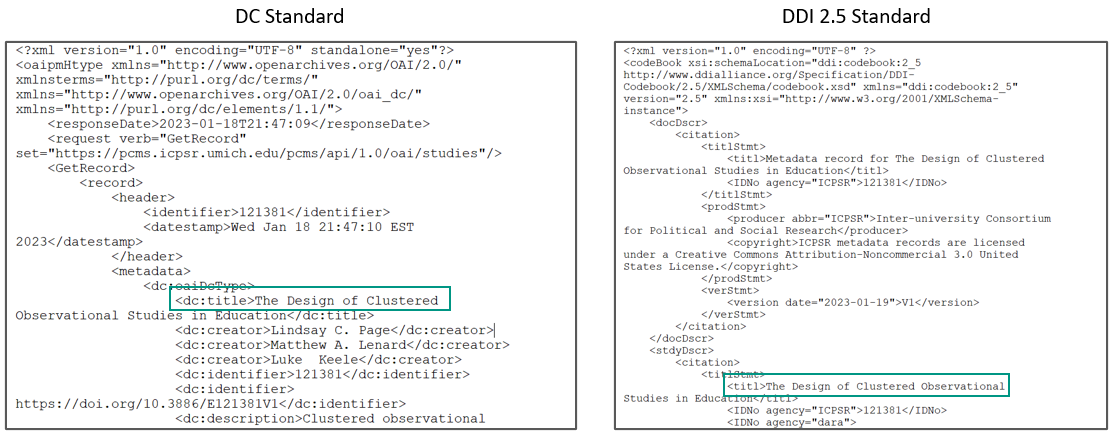 DC Standard
<?xml version="1.0" encoding="UTF-8" standalone="yes"?>
<oaipmHtype xmlns="http://www.openarchives.org/OAI/2.0/"
xmlnsterms="http://purl.org/dc/terms/"
xmlns="http://www.openarchives.org/OAI/2.0/oai_dc/"
xmlns="http://purl.org/dc/elements/1.1/">
<responseDate>2023-01-18T21:47:09</responseDate>
<request verb="GetRecord"
set="https://pcms.icpsr.umich.edu/pcms/api/1.0/oai/studies"/>
<GetRecord>
<record>
<header>
<identifier>121381</identifier>
<datestamp>Wed Jan 18 21:47:10 EST
2023</datestamp>
</header>
<metadata>
<dc:oaiDcType>
<dc:title>The Design of Clustered
Observational Studies in Education</dc:title>
<dc:creator>Lindsay C. Page</dc:creator>
<dc:creator>Matthew A. Lenard</dc:creator>
<dc:creator>Luke  Keele</dc:creator>
<dc:identifier>121381</dc:identifier>
<dc:identifier>
https://doi.org/10.3886/E121381V1</dc:identifier>
<dc:description>Clustered observational
DDI 2.5 Standard
<?xml version="1.0" encoding="UTF-8" ?>
<codeBook xsi:schemaLocation="ddi:codebook:2_5
http://www.ddialliance.org/Specification/DDI-
Codebook/2.5/XMLSchema/codebook.xsd" xmlns="ddi:codebook:2_5"
version="2.5" xmlns:xsi="http://www.w3.org/2001/XMLSchema-
instance">
<docDscr>
<citation>
<titlStmt>
<titl>Metadata record for The Design of Clustered
Observational Studies in Education</titl>
<IDNo agency="ICPSR">121381</IDNo>
</titlStmt>
<prodStmt>
<producer abbr="ICPSR">Inter-university Consortium
for Political and Social Research</producer>
<copyright>ICPSR metadata records are licensed
under a Creative Commons Attribution-Noncommercial 3.0 United
States License.</copyright>
</prodStmt>
<verStmt>
<version date="2023-01-19">V1</version>
</verStmt>
</citation>
</docDscr>
<stdyDscr>
<citation>
<titlStmt>
<titl>The Design of Clustered Observational
Studies in Education</titl>
<IDNo agency="ICPSR">121381</IDNo>
<IDNo agency="dara">